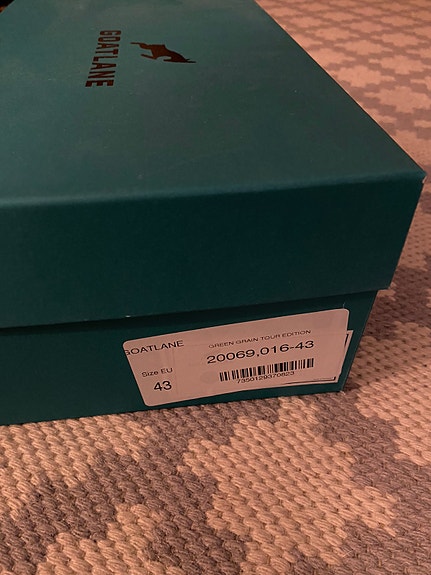 GOATLANE
GOATLANE
GREEN GRAIN TOUR EDITION
20069,016-43
Size EU
43
7350129370823